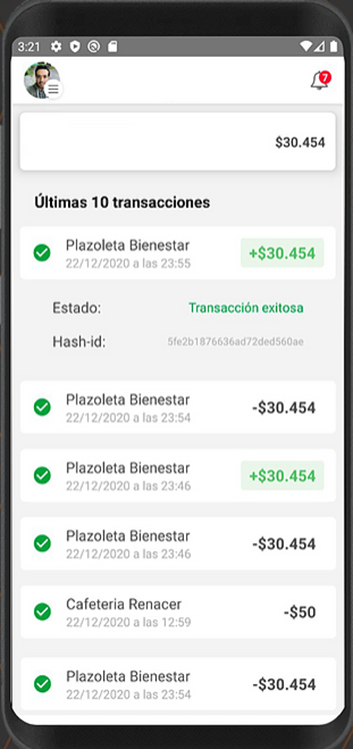 3:21
7
$30.454
Últimas 10 transacciones
Plazoleta Bienestar
22/12/2020 a las 23:55
+$30.454
Estado:
Transacción exitosa
Hash-id:
5fe2b1876636ad72ded560ae
Plazoleta Bienestar
22/12/2020 a las 23:54
-$30.454
Plazoleta Bienestar
22/12/2020 a las 23:46
+$30.454
Plazoleta Bienestar
22/12/2020 a las 23:46
-$30.454
Cafeteria Renacer
22/12/2020 a las 12:59
-$50
Plazoleta Bienestar
22/12/2020 a las 23:54
-$30.454